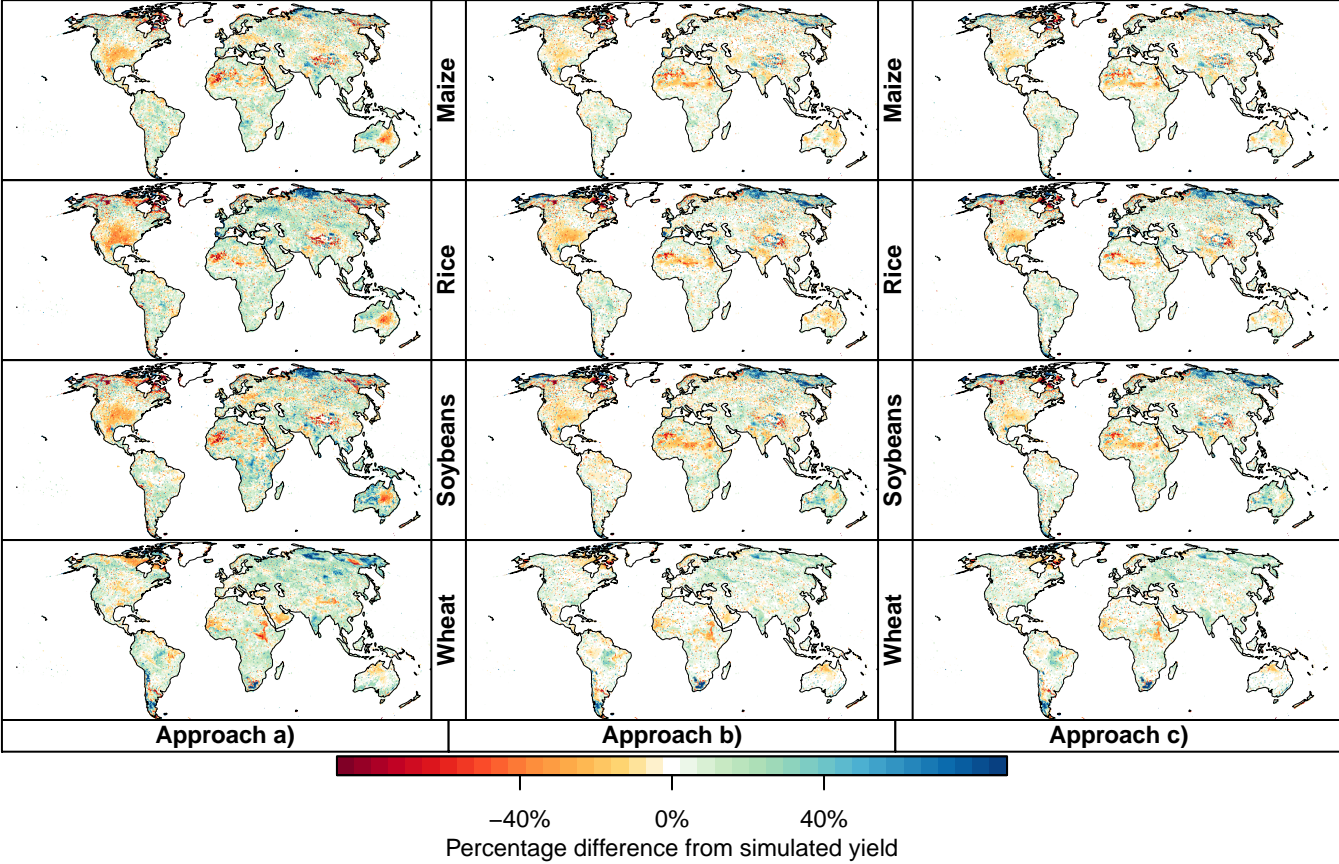 Maize
Maize
Rice
Rice
Soybeans
Soybeans
Wheat
Wheat
Approach a)
Approach b)
Approach c)
−40%
0%
40%
Percentage difference from simulated yield